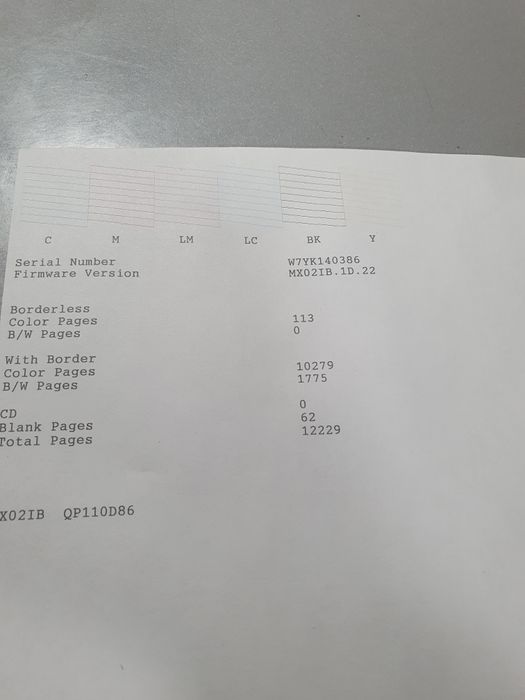 C M LM LC BK Y
Serial Number W7YK140386
Firmware Version MX02IB.1D.22
Borderless
Color Pages 113
B/W Pages 0
With Border
Color Pages 10279
B/W Pages 1775
CD 0
Blank Pages 62
Total Pages 12229
X02IB QP110D86